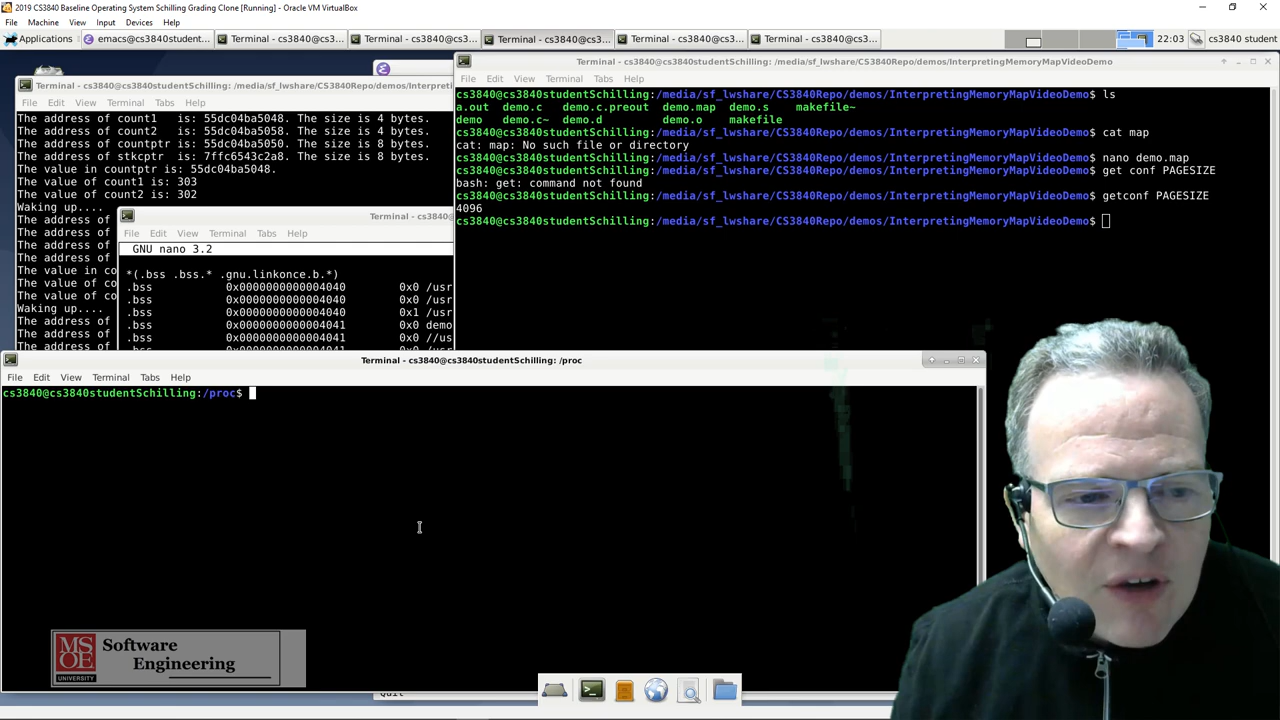 2019 CS3840 Baseline Operating System Schilling Grading Clone [Running] - Oracle VM VirtualBox
File Machine View Input Devices Help
Applications emacs@cs3840student... Terminal - cs3840@cs3... Terminal - cs3840@cs3... Terminal - cs3840@cs3... Terminal - cs3840@cs3... Terminal - cs3840@cs3... 22:03 cs3840 student
Terminal - cs3840@cs3840studentSchilling: /media/sf_lwshare/CS3840Repo/demos/InterpretingMemoryMapVideoDemo
File Edit View Terminal Tabs Help
cs3840@cs3840studentSchilling:/media/sf_lwshare/CS3840Repo/demos/InterpretingMemoryMapVideoDemo$ ls
a.out demo.c demo.c.preout demo.map demo.s makefile~
demo demo.c~ demo.d demo.o makefile
cs3840@cs3840studentSchilling:/media/sf_lwshare/CS3840Repo/demos/InterpretingMemoryMapVideoDemo$ cat map
cat: map: No such file or directory
cs3840@cs3840studentSchilling:/media/sf_lwshare/CS3840Repo/demos/InterpretingMemoryMapVideoDemo$ nano demo.map
cs3840@cs3840studentSchilling:/media/sf_lwshare/CS3840Repo/demos/InterpretingMemoryMapVideoDemo$ get conf PAGESIZE
bash: get: command not found
cs3840@cs3840studentSchilling:/media/sf_lwshare/CS3840Repo/demos/InterpretingMemoryMapVideoDemo$ getconf PAGESIZE
4096
cs3840@cs3840studentSchilling:/media/sf_lwshare/CS3840Repo/demos/InterpretingMemoryMapVideoDemo$
Terminal - cs3840@cs3840studentSchilling: /media/sf_lwshare/CS3840Repo/demos/Interpreti
File Edit View Terminal Tabs Help
The address of count1 is: 55dc04ba5048. The size is 4 bytes.
The address of count2 is: 55dc04ba5058. The size is 4 bytes.
The address of countptr is: 55dc04ba5050. The size is 8 bytes.
The address of stkcptr is: 7ffc6543c2a8. The size is 8 bytes.
The value in countptr is: 55dc04ba5048.
The value of count1 is: 303
The value of count2 is: 302
Waking up....
The address of
The address of
The address of
The address of
The value in co
The value of co
The value of co
Waking up....
The address of
The address of
The address of
Terminal - cs3840@
File Edit View Terminal Tabs Help
GNU nano 3.2
*(.bss .bss.* .gnu.linkonce.b.*)
.bss 0x0000000000004040 0x0 /usr
.bss 0x0000000000004040 0x0 /usr
.bss 0x0000000000004040 0x1 /usr
.bss 0x0000000000004041 0x0 demo
.bss 0x0000000000004041 0x0 //us
Terminal - cs3840@cs3840studentSchilling: /proc
File Edit View Terminal Tabs Help
cs3840@cs3840studentSchilling:/proc$
MS
OE
UNIVERSITY
Software
Engineering